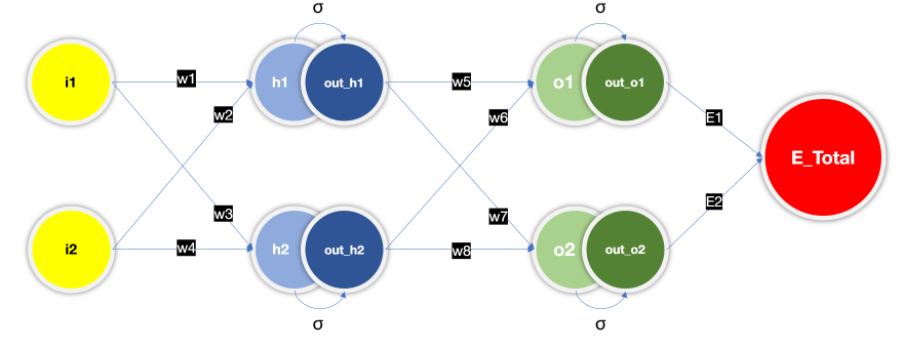 σ σ
i1 w1 h1 out_h1 w5 o1 out_o1
w2 w6 E1
E_Total
w3 w7 E2
i2 w4 h2 out_h2 w8 o2 out_o2
σ σ